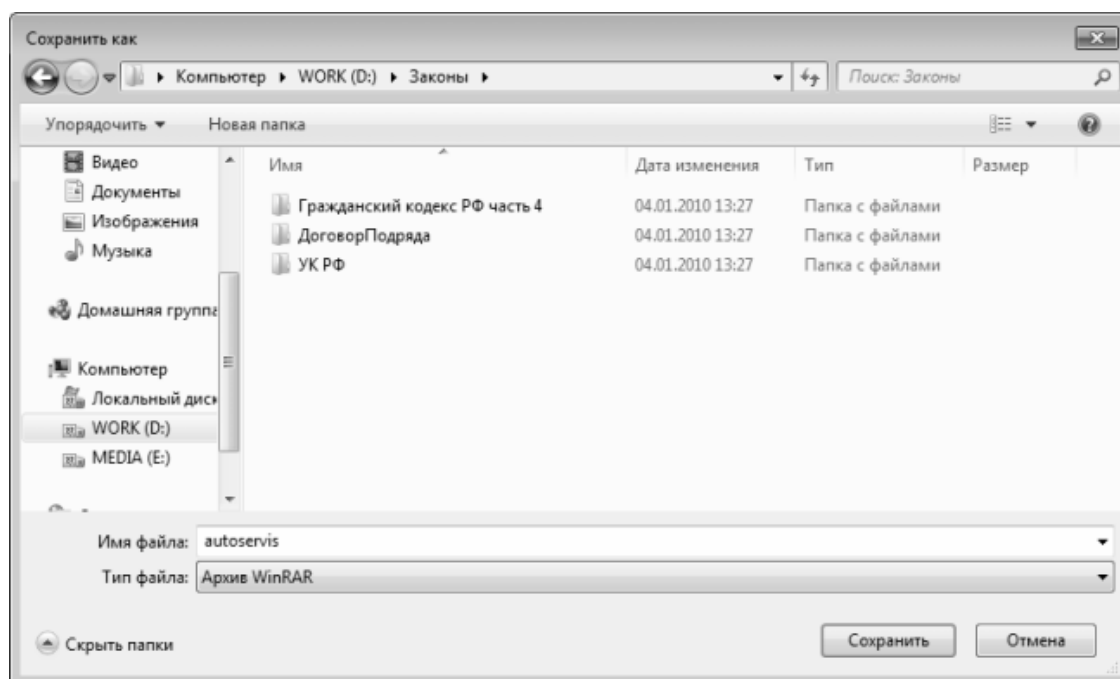 Сохранить как
Компьютер WORK (D:) Законы
Поиск: Законы
Упорядочить Новая папка
Видео
Документы
Изображения
Музыка
Домашняя группа
Компьютер
Локальный диск
WORK (D:)
MEDIA (E:)
Имя Дата изменения Тип Размер
Гражданский кодекс РФ часть 4 04.01.2010 13:27 Папка с файлами
ДоговорПодряда 04.01.2010 13:27 Папка с файлами
УК РФ 04.01.2010 13:27 Папка с файлами
Имя файла: autoservis
Тип файла: Архив WinRAR
Скрыть папки
Сохранить Отмена